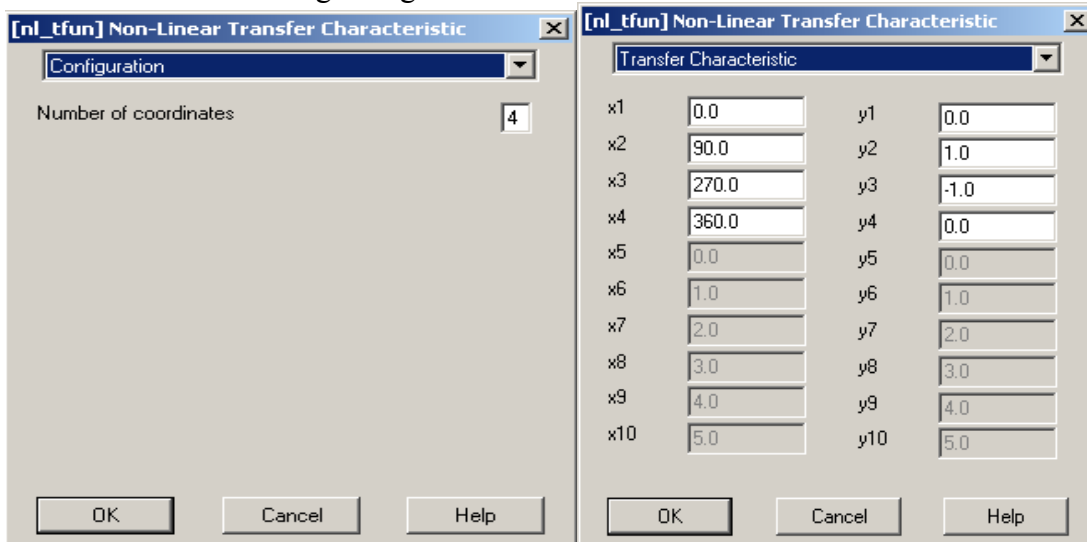 [nl_tfun] Non-Linear Transfer Characteristic
Configuration
Number of coordinates 4
OK Cancel Help
[nl_tfun] Non-Linear Transfer Characteristic
Transfer Characteristic
x1 0.0 y1 0.0
x2 90.0 y2 1.0
x3 270.0 y3 -1.0
x4 360.0 y4 0.0
x5 0.0 y5 0.0
x6 1.0 y6 1.0
x7 2.0 y7 2.0
x8 3.0 y8 3.0
x9 4.0 y9 4.0
x10 5.0 y10 5.0
OK Cancel Help